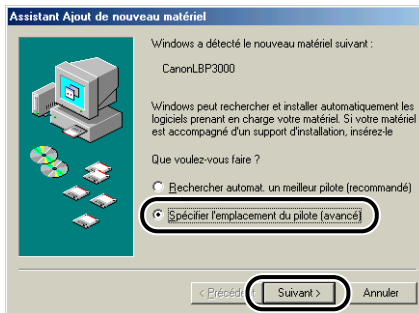 Assistant Ajout de nouveau matériel
Windows a détecté le nouveau matériel suivant :
CanonLBP3000
Windows peut rechercher et installer automatiquement les
logiciels prenant en charge votre matériel. Si votre matériel
est accompagné d'un support d'installation, insérez-le
Que voulez-vous faire ?
Rechercher automat. un meilleur pilote (recommandé)
Spécifier l'emplacement du pilote (avancé)
< Précédent Suivant > Annuler